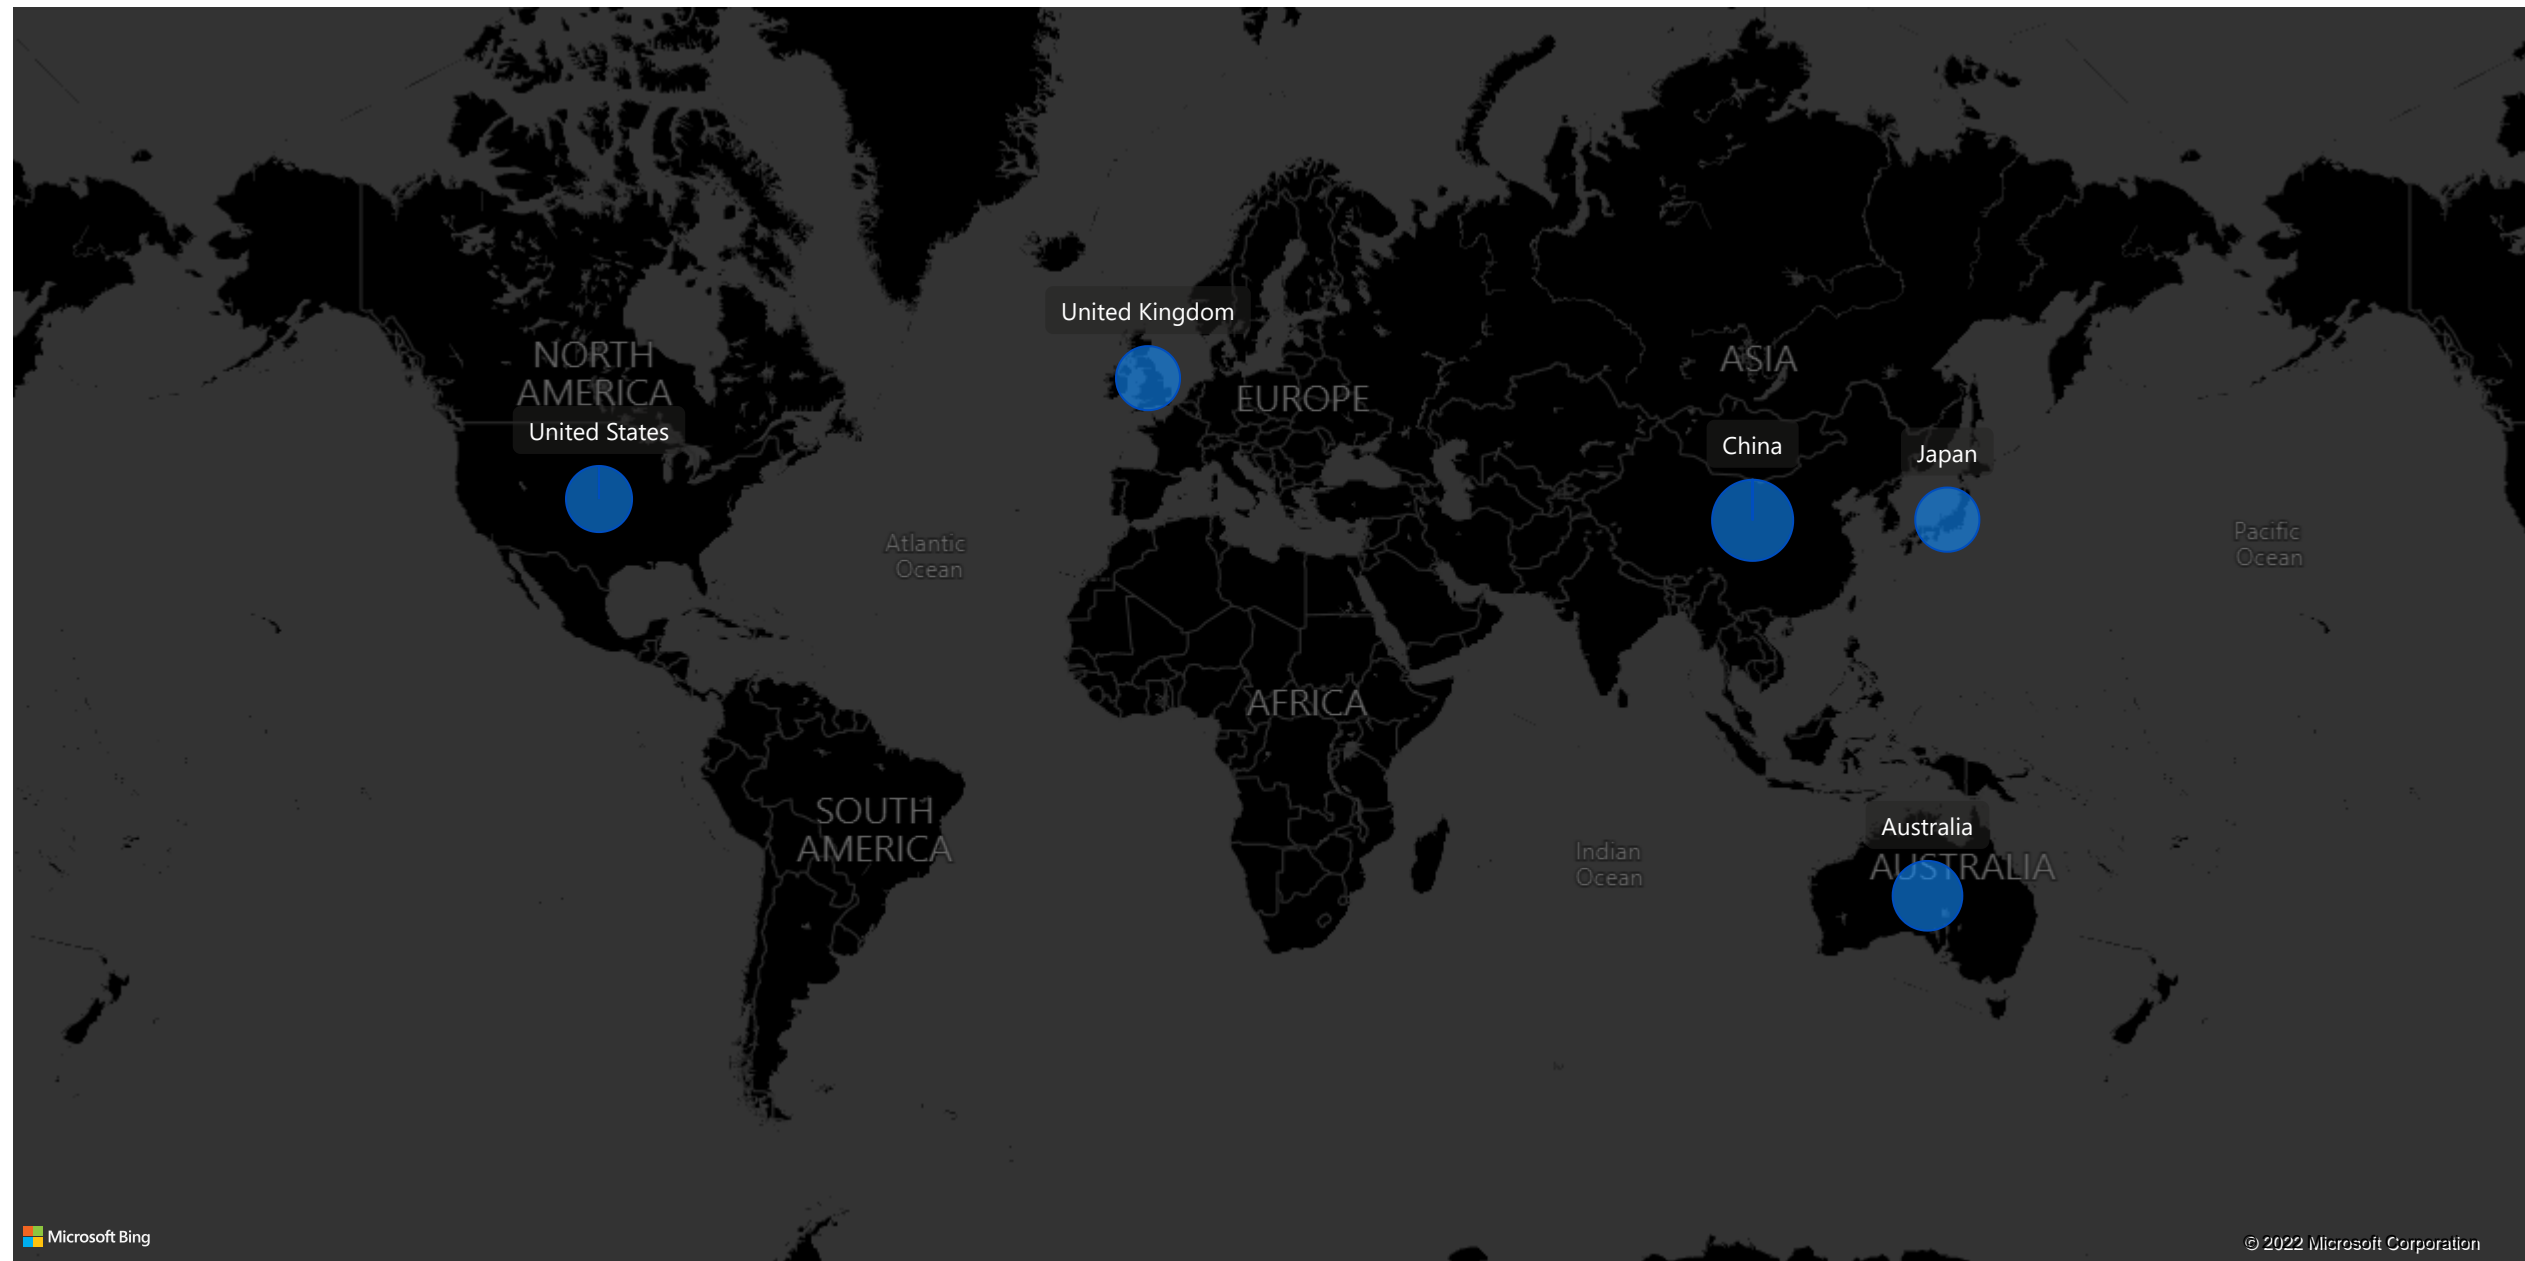 United Kingdom
NORTH
AMERICA
ASIA
EUROPE
United States
China
Japan
Atlantic
Ocean
Pacific
Ocean
AFRICA
SOUTH
AMERICA
Indian
Ocean
Australia
AUSTRALIA
Microsoft Bing
© 2022 Microsoft Corporation